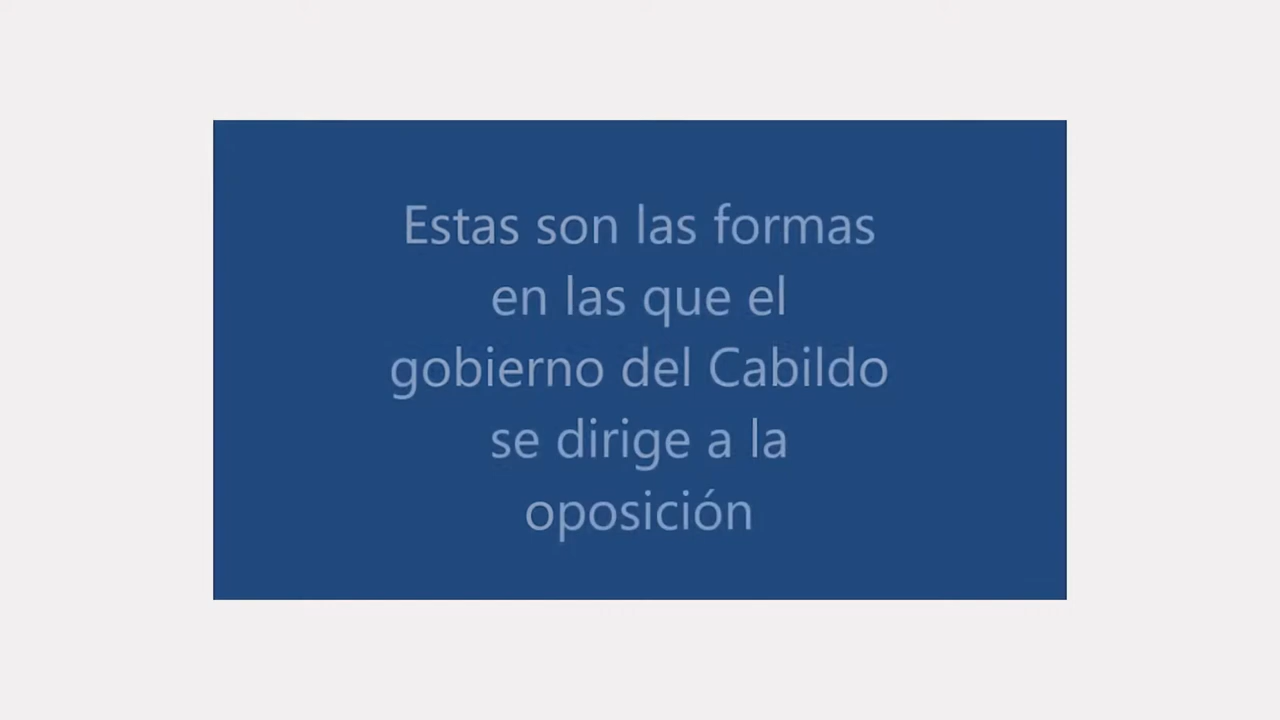 Estas son las formas
en las que el
gobierno del Cabildo
se dirige a la
oposición